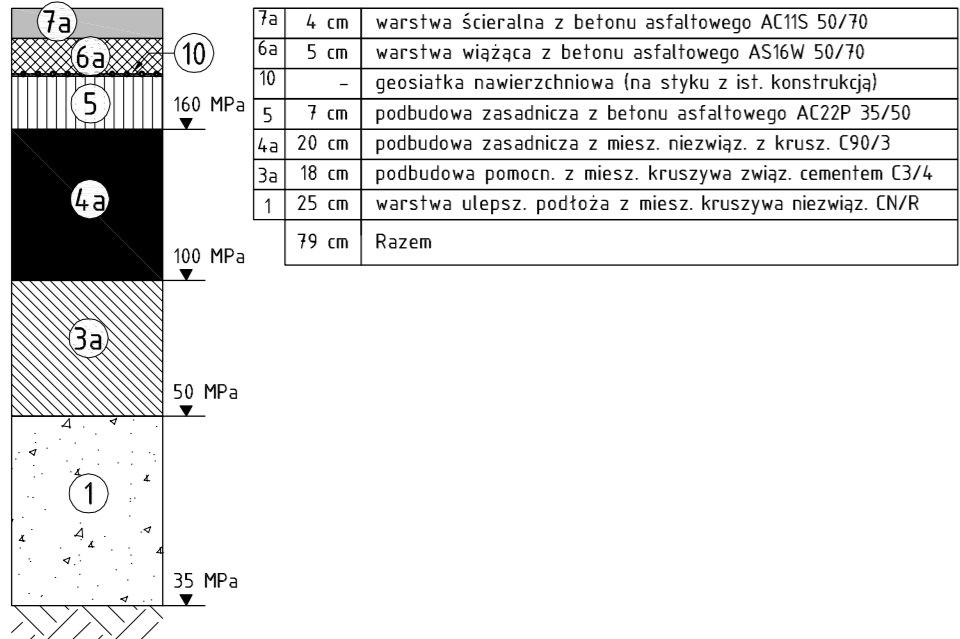 7a
6a
10
5
160 MPa
4a
100 MPa
3a
50 MPa
1
35 MPa
7a 4 cm warstwa ścieralna z betonu asfaltowego AC11S 50/70
6a 5 cm warstwa wiążąca z betonu asfaltowego AS16W 50/70
10 - geosiatka nawierzchniowa (na styku z ist. konstrukcją)
5 7 cm podbudowa zasadnicza z betonu asfaltowego AC22P 35/50
4a 20 cm podbudowa zasadnicza z miesz. niezwiąz. z krusz. C90/3
3a 18 cm podbudowa pomocn. z miesz. kruszywa związ. cementem C3/4
1 25 cm warstwa ulepsz. podłoża z miesz. kruszywa niezwiąz. CN/R
79 cm Razem